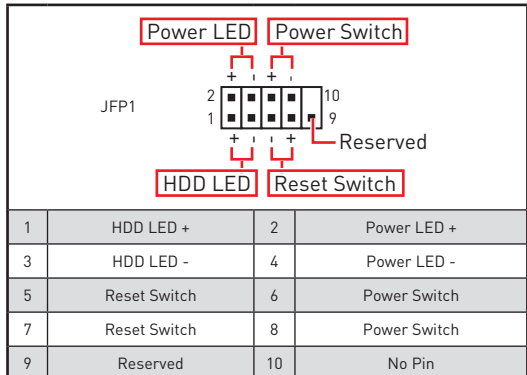 Power LED Power Switch
+ - + -
JFP1
2 10
1 9
+ - - +
Reserved
HDD LED Reset Switch
1 HDD LED + 2 Power LED +
3 HDD LED - 4 Power LED -
5 Reset Switch 6 Power Switch
7 Reset Switch 8 Power Switch
9 Reserved 10 No Pin